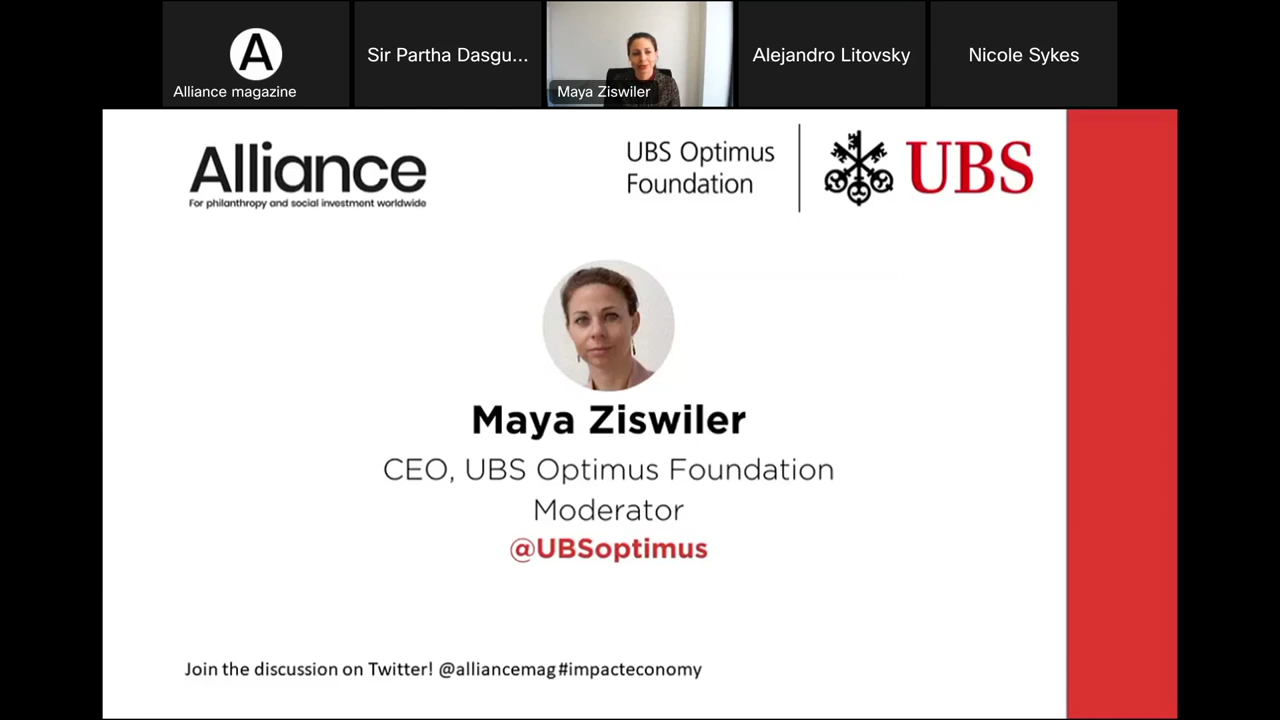 A
Alliance magazine
Sir Partha Dasgu...
Maya Ziswiler
Alejandro Litovsky
Nicole Sykes
Alliance
For philanthropy and social investment worldwide
UBS Optimus
Foundation
UBS
Maya Ziswiler
CEO, UBS Optimus Foundation
Moderator
@UBSoptimus
Join the discussion on Twitter! @alliancemag #impacteconomy